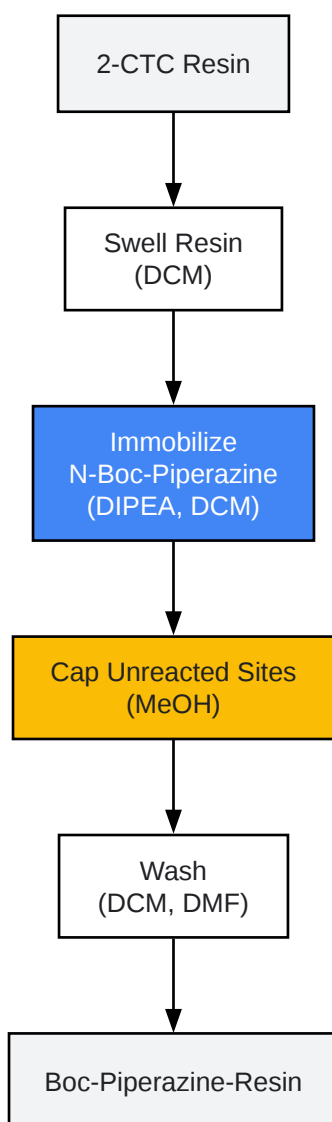 2-CTC Resin
Swell Resin
(DCM)
Immobilize
N-Boc-Piperazine
(DIPEA, DCM)
Cap Unreacted Sites
(MeOH)
Wash
(DCM, DMF)
Boc-Piperazine-Resin